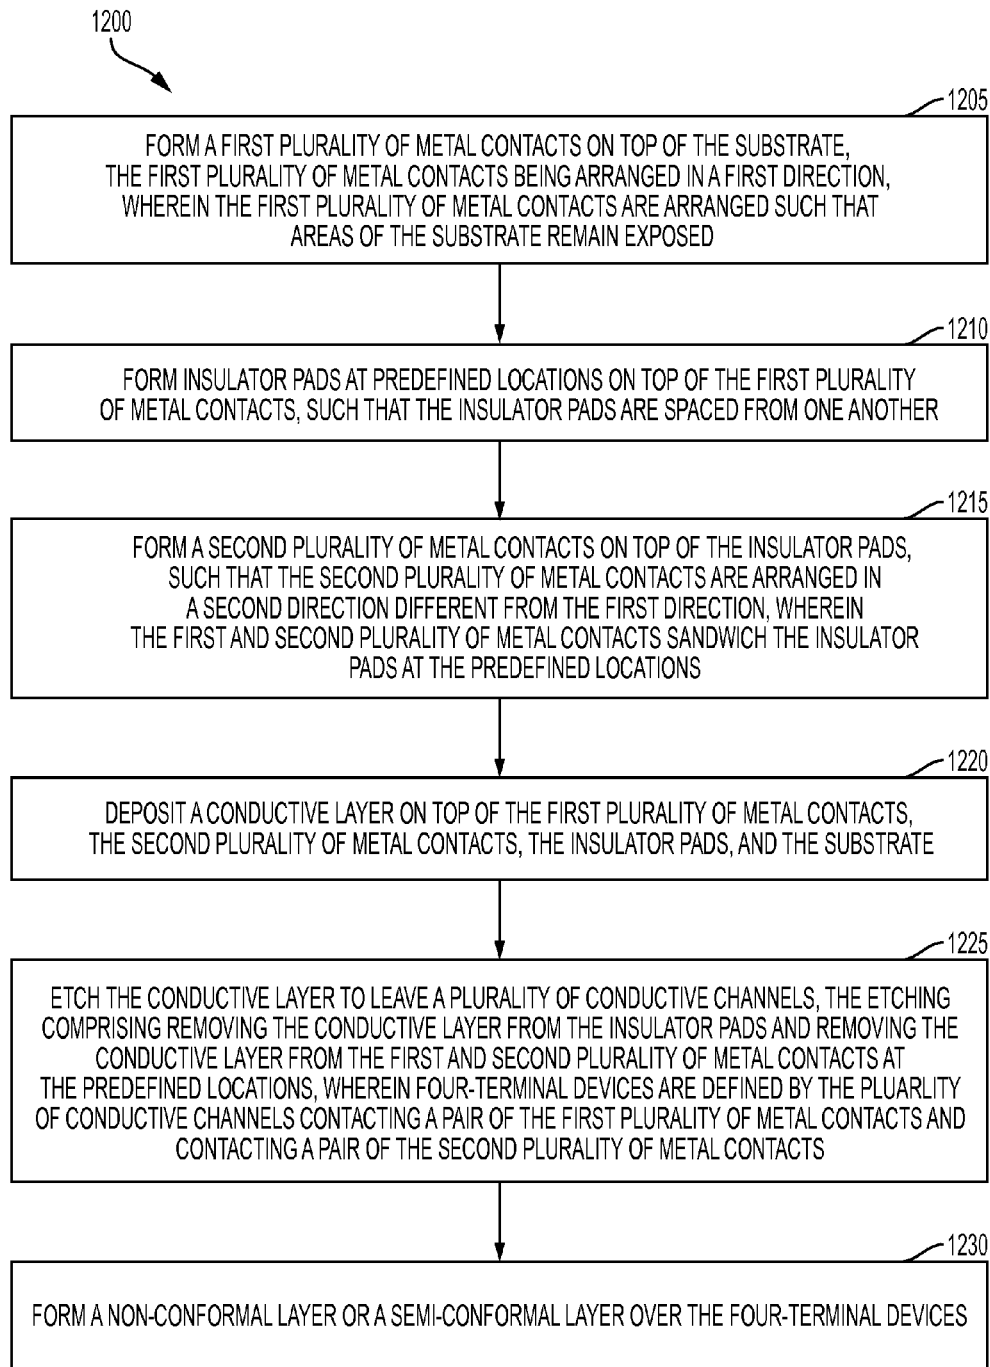 1200
1205
FORM A FIRST PLURALITY OF METAL CONTACTS ON TOP OF THE SUBSTRATE,
THE FIRST PLURALITY OF METAL CONTACTS BEING ARRANGED IN A FIRST DIRECTION,
WHEREIN THE FIRST PLURALITY OF METAL CONTACTS ARE ARRANGED SUCH THAT
AREAS OF THE SUBSTRATE REMAIN EXPOSED
1210
FORM INSULATOR PADS AT PREDEFINED LOCATIONS ON TOP OF THE FIRST PLURALITY
OF METAL CONTACTS, SUCH THAT THE INSULATOR PADS ARE SPACED FROM ONE ANOTHER
1215
FORM A SECOND PLURALITY OF METAL CONTACTS ON TOP OF THE INSULATOR PADS,
SUCH THAT THE SECOND PLURALITY OF METAL CONTACTS ARE ARRANGED IN
A SECOND DIRECTION DIFFERENT FROM THE FIRST DIRECTION, WHEREIN
THE FIRST AND SECOND PLURALITY OF METAL CONTACTS SANDWICH THE INSULATOR
PADS AT THE PREDEFINED LOCATIONS
1220
DEPOSIT A CONDUCTIVE LAYER ON TOP OF THE FIRST PLURALITY OF METAL CONTACTS,
THE SECOND PLURALITY OF METAL CONTACTS, THE INSULATOR PADS, AND THE SUBSTRATE
1225
ETCH THE CONDUCTIVE LAYER TO LEAVE A PLURALITY OF CONDUCTIVE CHANNELS, THE ETCHING
COMPRISING REMOVING THE CONDUCTIVE LAYER FROM THE INSULATOR PADS AND REMOVING THE
CONDUCTIVE LAYER FROM THE FIRST AND SECOND PLURALITY OF METAL CONTACTS AT
THE PREDEFINED LOCATIONS, WHEREIN FOUR-TERMINAL DEVICES ARE DEFINED BY THE PLUARLITY
OF CONDUCTIVE CHANNELS CONTACTING A PAIR OF THE FIRST PLURALITY OF METAL CONTACTS AND
CONTACTING A PAIR OF THE SECOND PLURALITY OF METAL CONTACTS
1230
FORM A NON-CONFORMAL LAYER OR A SEMI-CONFORMAL LAYER OVER THE FOUR-TERMINAL DEVICES